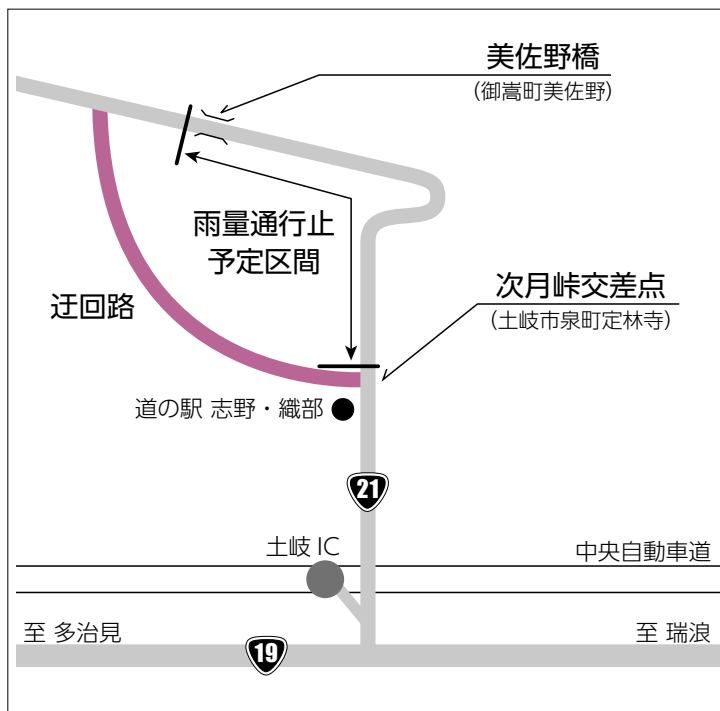 美佐野橋
(御嵩町美佐野)
雨量通行止
予定区間
次月峠交差点
(土岐市泉町定林寺)
迂回路
道の駅 志野・織部
21
土岐 IC
中央自動車道
至 多治見
至 瑞浪
19